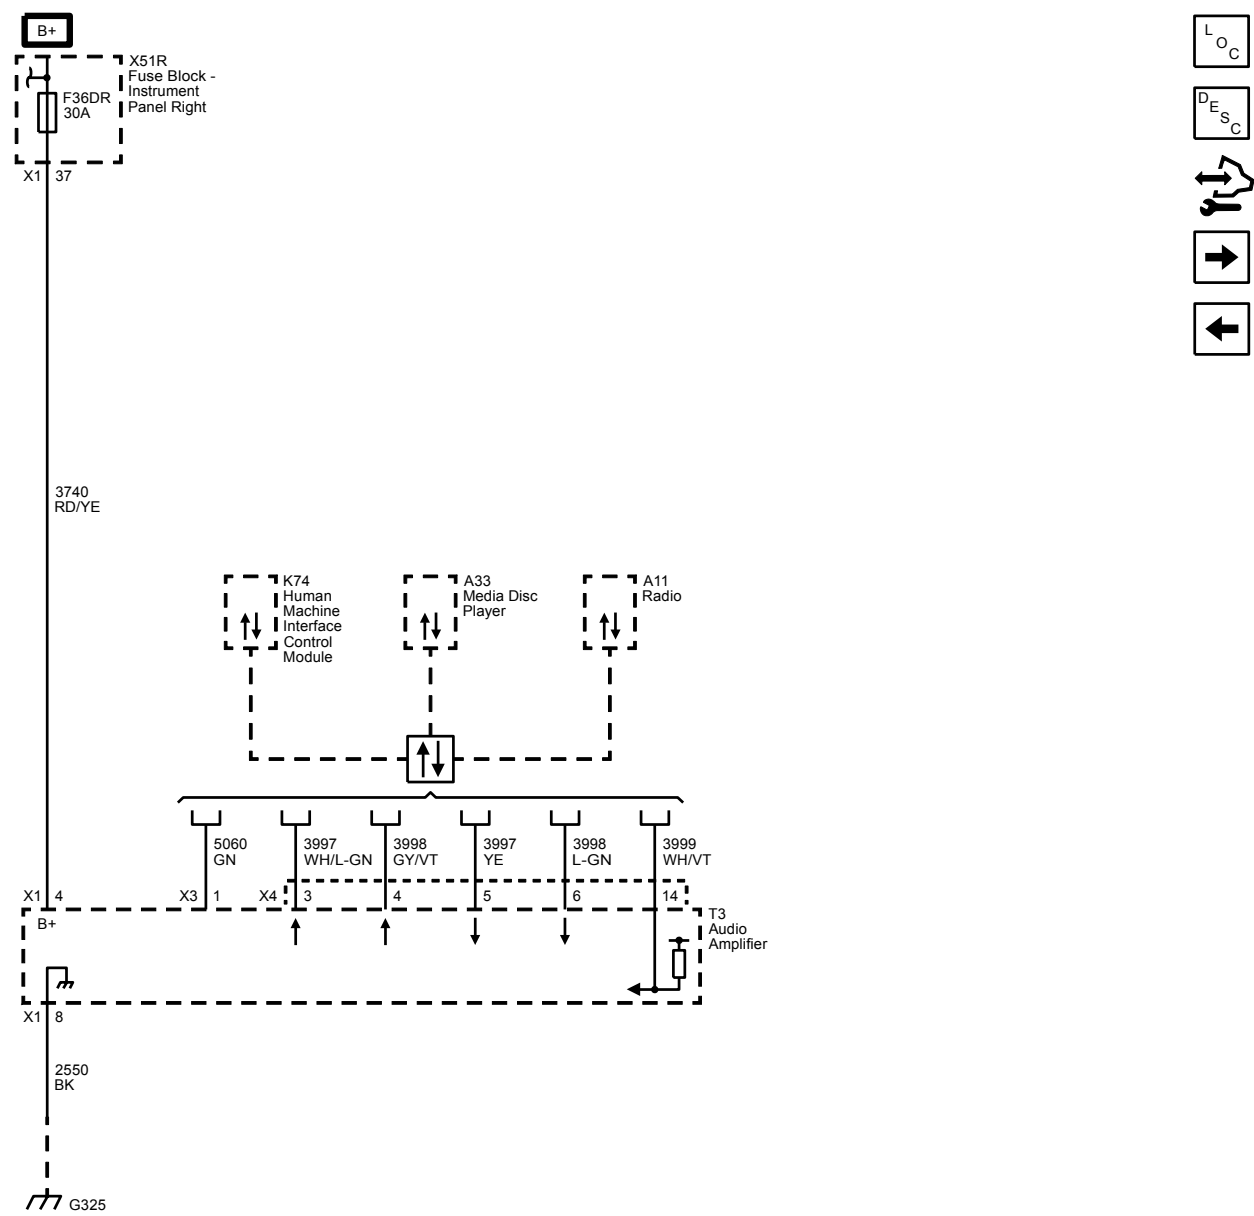 B+
X51R
Fuse Block -
Instrument
Panel Right
F36DR
30A
X1 37
3740
RD/YE
K74
Human
Machine
Interface
Control
Module
A33
Media Disc
Player
A11
Radio
5060
GN
3997
WH/L-GN
3998
GY/VT
3997
YE
3998
L-GN
3999
WH/VT
X1 4
X3 1
X4 3
4
5
6
14
B+
T3
Audio
Amplifier
X1 8
2550
BK
G325
LOC
DESC